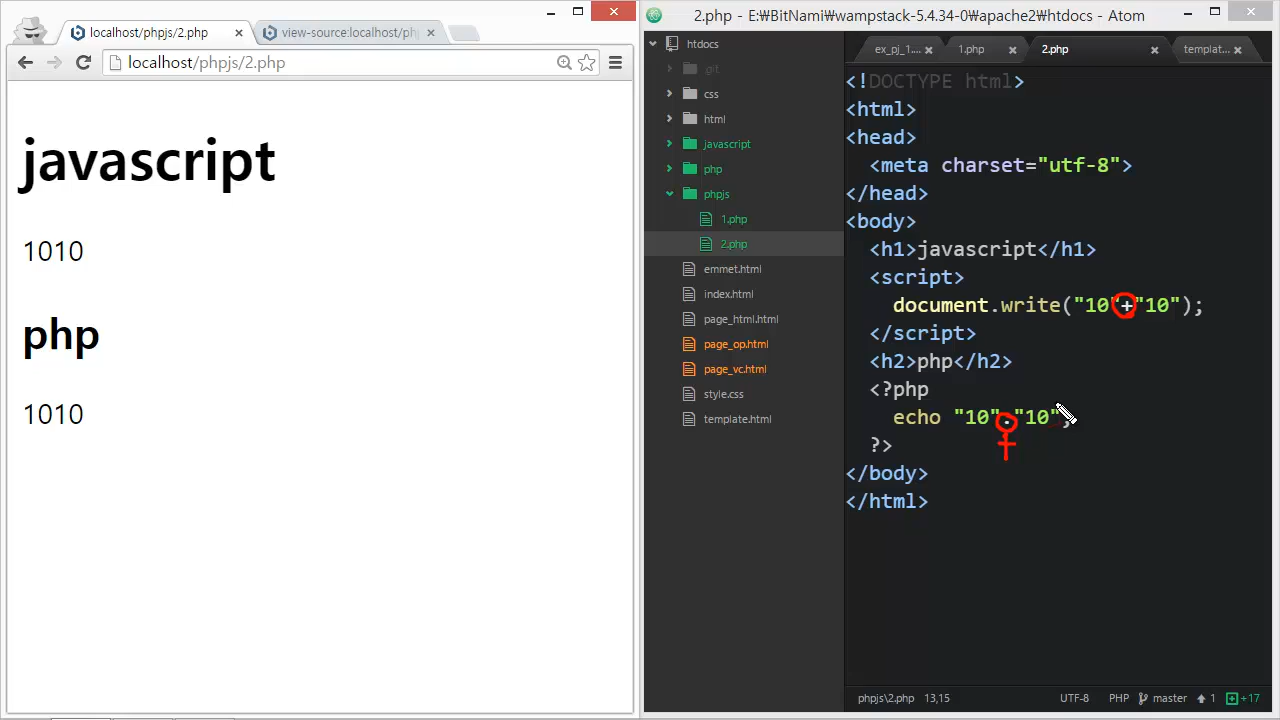 localhost/phpjs/2.php
view-source:localhost/ph
localhost/phpjs/2.php
javascript
1010
php
1010
2.php - E:₩BitNami₩wampstack-5.4.34-0₩apache2₩htdocs - Atom
htdocs
.git
css
html
javascript
php
phpjs
1.php
2.php
emmet.html
index.html
page_html.html
page_op.html
page_vc.html
style.css
template.html
ex_pj_1....
1.php
2.php
templat...
<!DOCTYPE html>
<html>
<head>
<meta charset="utf-8">
</head>
<body>
<h1>javascript</h1>
<script>
document.write("10"+"10");
</script>
<h2>php</h2>
<?php
echo "10"."10";
?>
</body>
</html>
phpjs\2.php 13,15
UTF-8 PHP master 1 +17